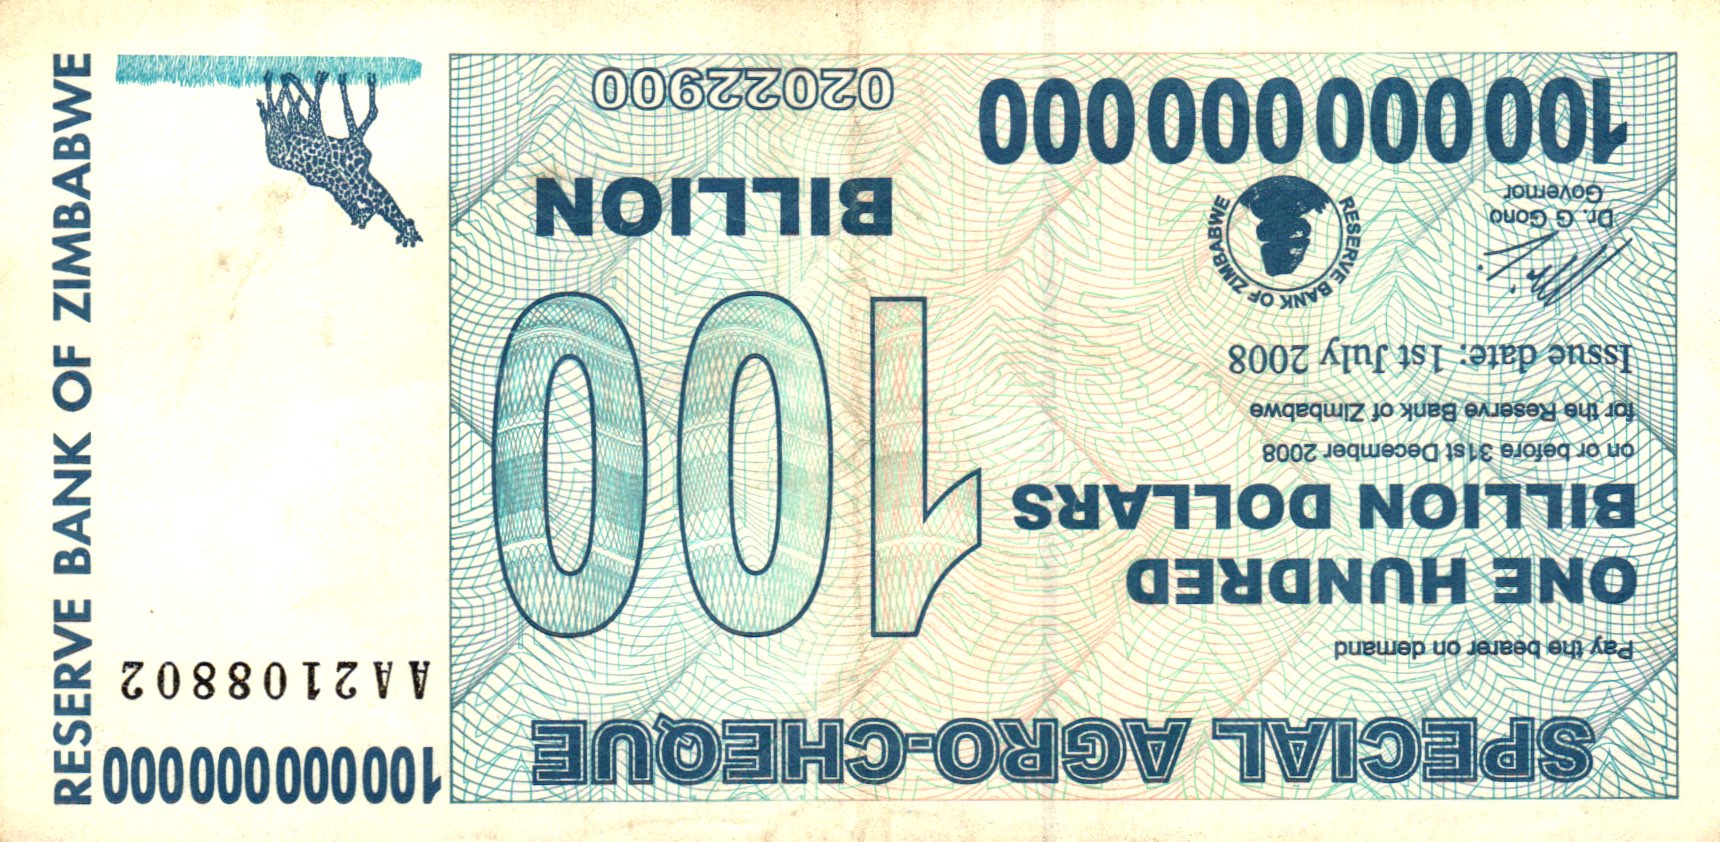 SPECIAL AGRO-CHEQUE
Pay the bearer on demand
ONE HUNDRED
BILLION DOLLARS
on or before 31st December 2008
for the Reserve Bank of Zimbabwe
Issue date: 1st July 2008
Dr. G Gono
Governor
RESERVE BANK OF ZIMBABWE
100 000 000 000
100
BILLION
02022900
100000000000
AA2108802
RESERVE BANK OF ZIMBABWE